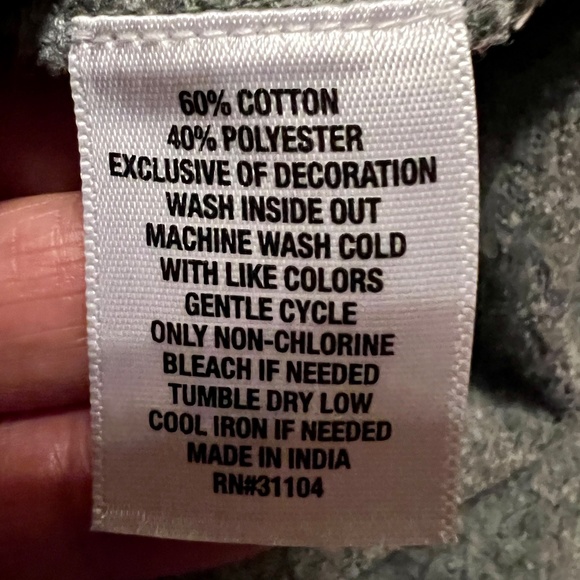 60% COTTON
40% POLYESTER
EXCLUSIVE OF DECORATION
WASH INSIDE OUT
MACHINE WASH COLD
WITH LIKE COLORS
GENTLE CYCLE
ONLY NON-CHLORINE
BLEACH IF NEEDED
TUMBLE DRY LOW
COOL IRON IF NEEDED
MADE IN INDIA
RN#31104